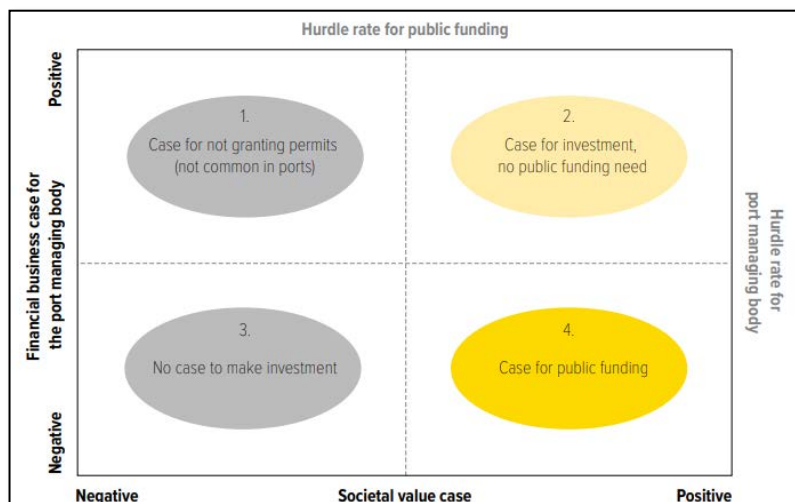 Hurdle rate for public funding
Positive
Financial business case for
the port managing body
Negative
1.
Case for not granting permits
(not common in ports)
2.
Case for investment,
no public funding need
3.
No case to make investment
4.
Case for public funding
Hurdle rate for
port managing body
Negative
Societal value case
Positive